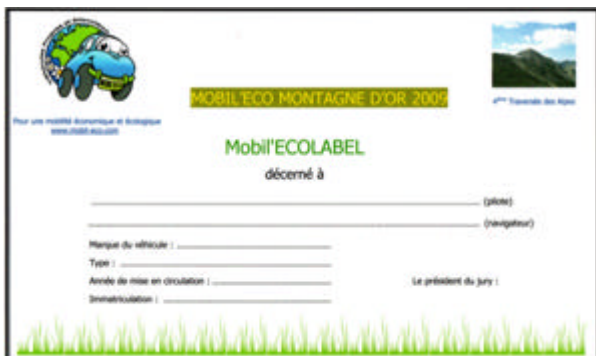 MOBIL'ECO MONTAGNE D'OR 2009
4ème Traversée des Alpes
Pour une mobilité économique et écologique
www.mobil-eco.com
Mobil'ECOLABEL
décerné à
(pilote)
(navigateur)
Marque du véhicule :
Type :
Année de mise en circulation :
Le président du jury :
Immatriculation :